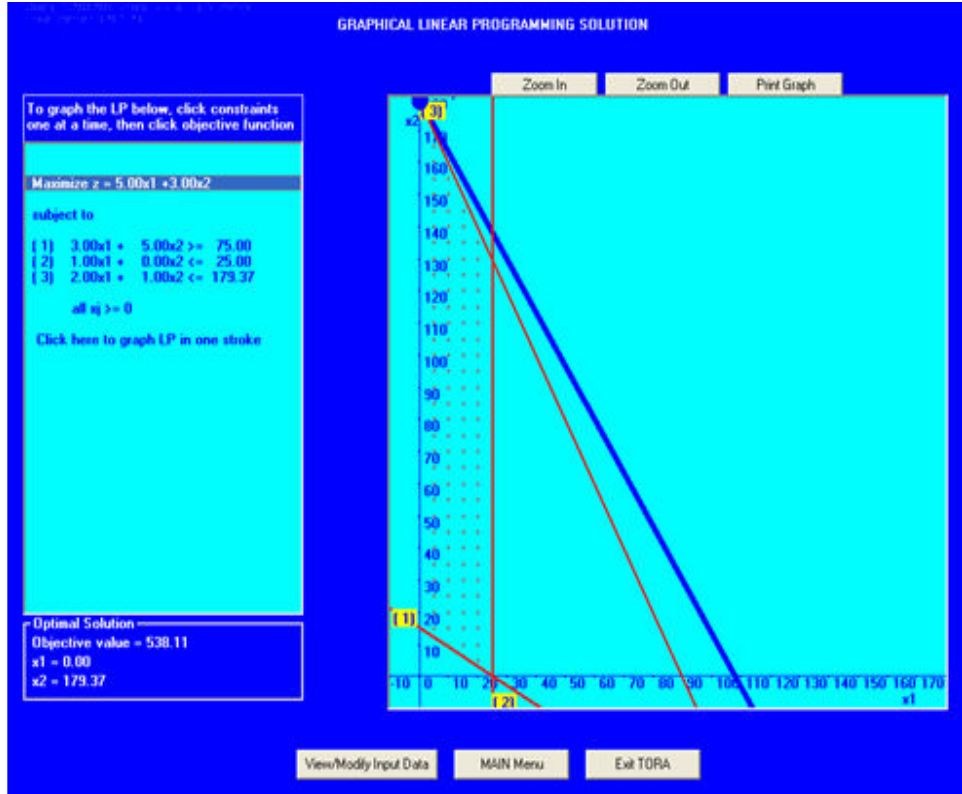 GRAPHICAL LINEAR PROGRAMMING SOLUTION
Zoom In Zoom Out Print Graph
To graph the LP below, click constraints
one at a time, then click objective function
Maximize z = 5.00x1 +3.00x2
subject to
( 1) 3.00x1 + 5.00x2 >= 75.00
( 2) 1.00x1 + 0.00x2 <= 25.00
( 3) 2.00x1 + 1.00x2 <= 179.37
all xj >= 0
Click here to graph LP in one stroke
Optimal Solution
Objective value = 538.11
x1 = 0.00
x2 = 179.37
x2
3)
170
160
150
140
130
120
110
100
90
80
70
60
50
40
30
( 1) 20
10
-10 0 10 20 30 40 50 60 70 80 90 100 110 120 130 140 150 160 170
x1
( 2)
View/Modify Input Data MAIN Menu Exit TORA